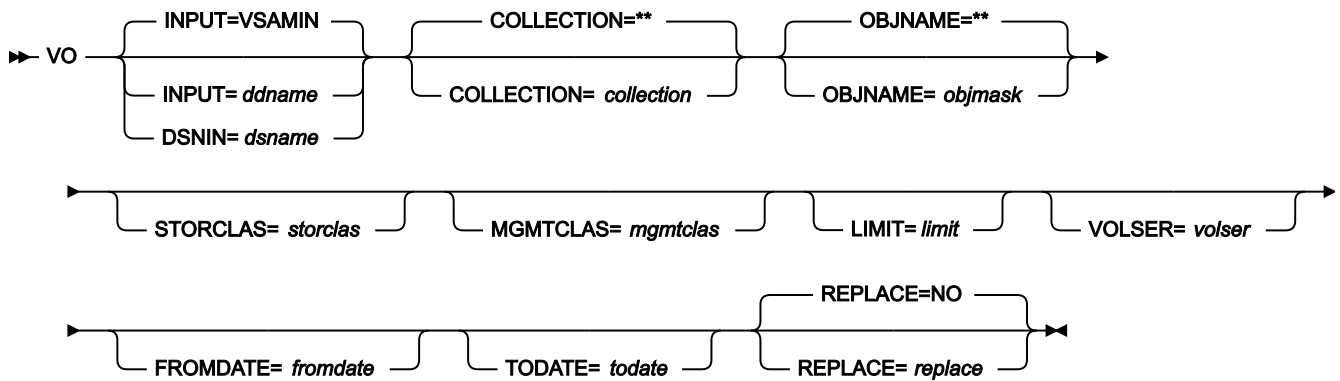 INPUT=VSAMIN COLLECTION=** OBJNAME=**
VO
INPUT= ddname COLLECTION= collection OBJNAME= objmask
DSNIN= dsname
STORCLAS= storclas MGMTCLAS= mgmtclas LIMIT= limit VOLSER= volser
REPLACE=NO
FROMDATE= fromdate TODATE= todate REPLACE= replace